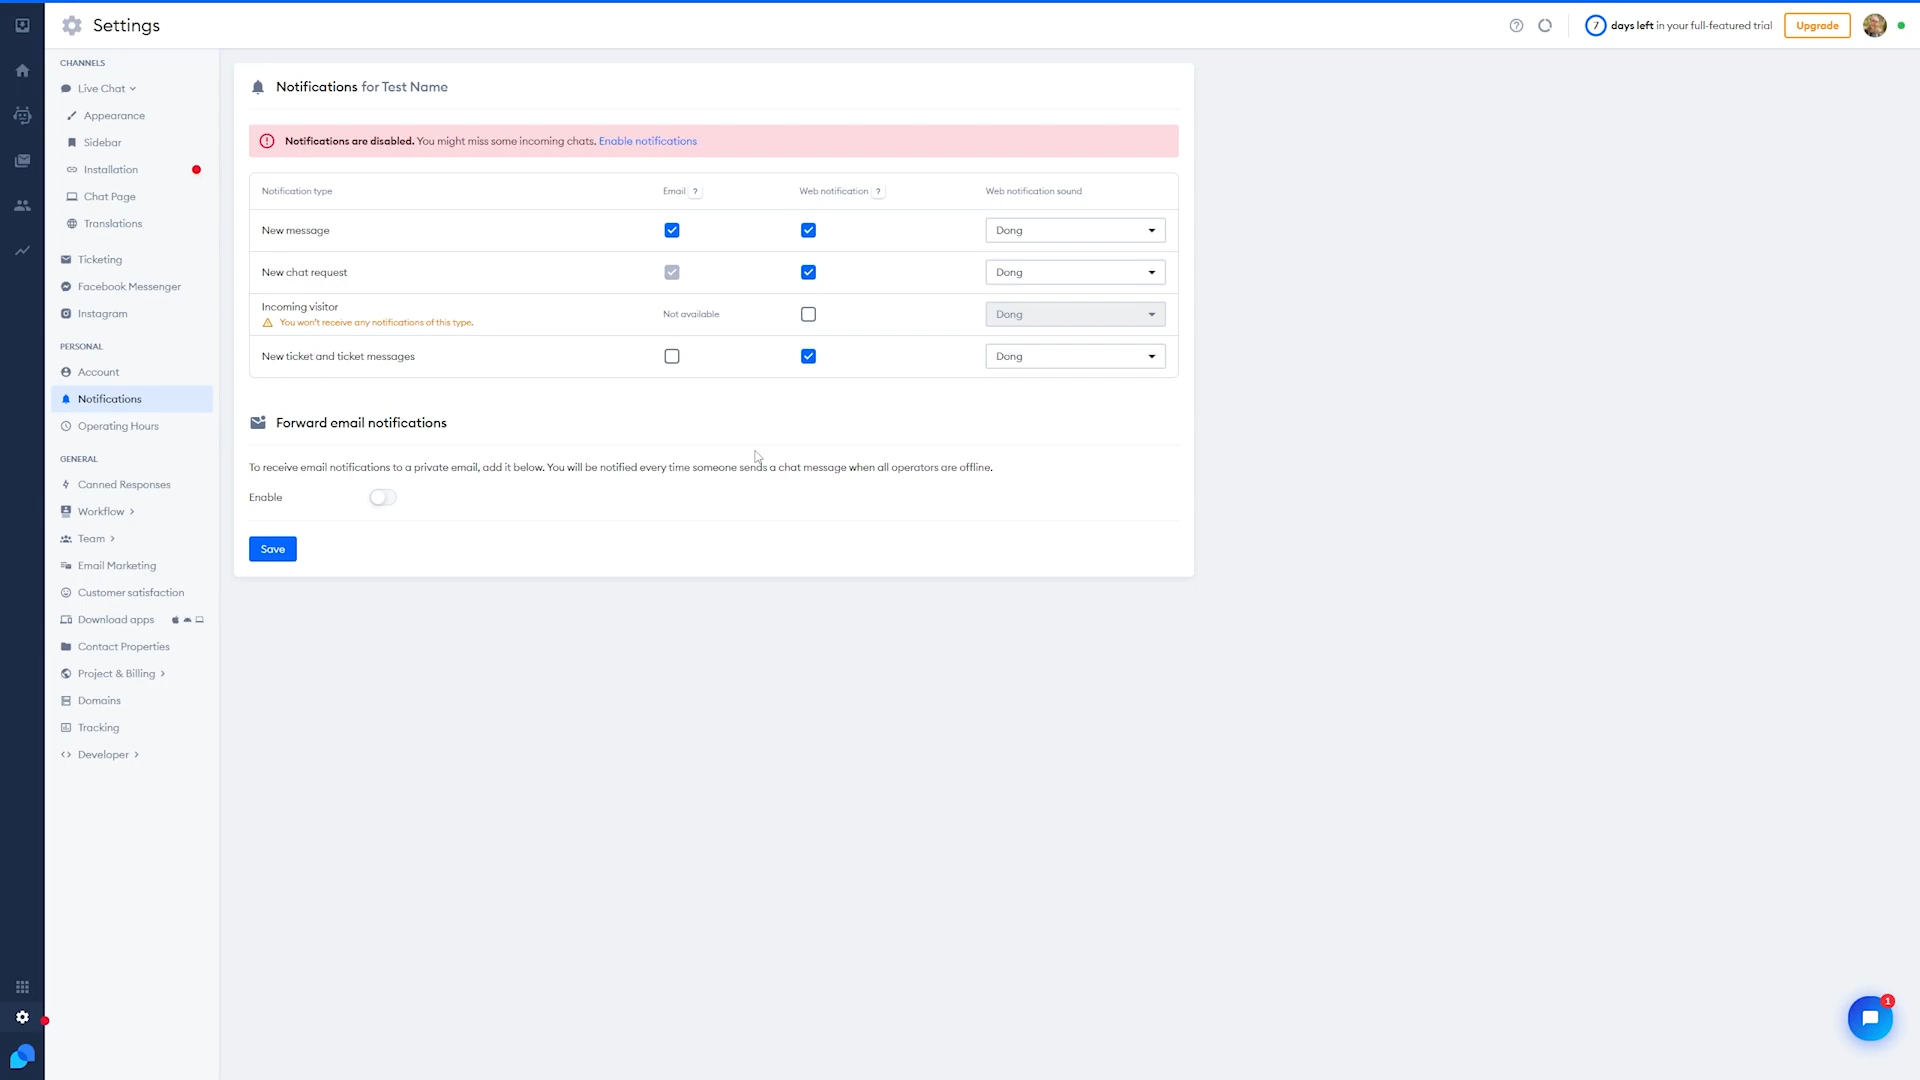 Settings
?
7 days left in your full-featured trial
Upgrade
CHANNELS
Live Chat
Appearance
Sidebar
Installation
Chat Page
Translations
Ticketing
Facebook Messenger
Instagram
PERSONAL
Account
Notifications
Operating Hours
GENERAL
Canned Responses
Workflow
Team
Email Marketing
Customer satisfaction
Download apps
Contact Properties
Project & Billing
Domains
Tracking
Developer
Notifications for Test Name
Notifications are disabled. You might miss some incoming chats. Enable notifications
Notification type Email ? Web notification ? Web notification sound
New message Dong
New chat request Dong
Incoming visitor Not available Dong
You won't receive any notifications of this type.
New ticket and ticket messages Dong
Forward email notifications
To receive email notifications to a private email, add it below. You will be notified every time someone sends a chat message when all operators are offline.
Enable
Save
1